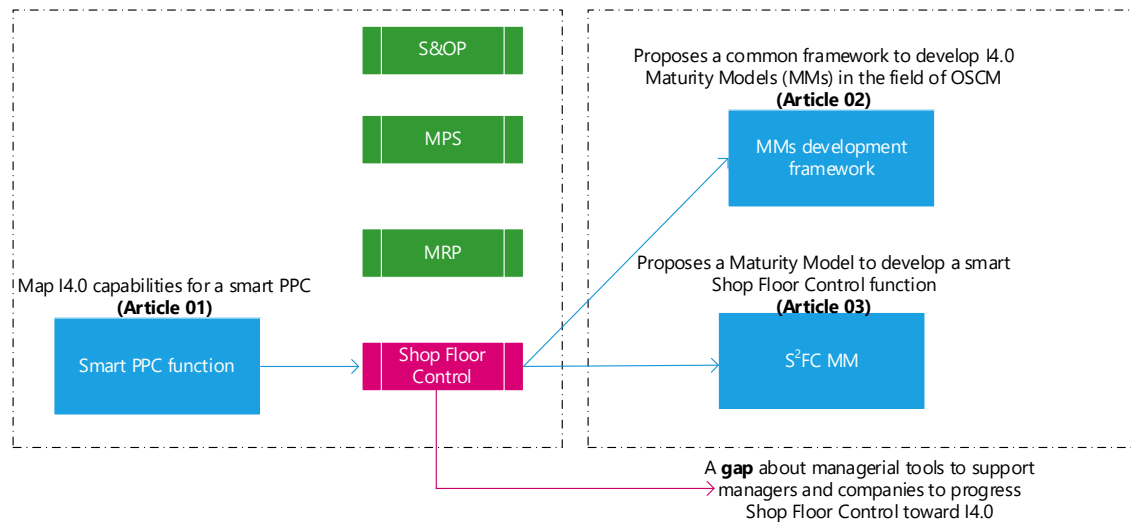 S&OP
MPS
MRP
Map I4.0 capabilities for a smart PPC
(Article 01)
Smart PPC function
Shop Floor
Control
Proposes a common framework to develop I4.0
Maturity Models (MMs) in the field of OSCM
(Article 02)
MMs development
framework
Proposes a Maturity Model to develop a smart
Shop Floor Control function
(Article 03)
S²FC MM
A gap about managerial tools to support
managers and companies to progress
Shop Floor Control toward I4.0